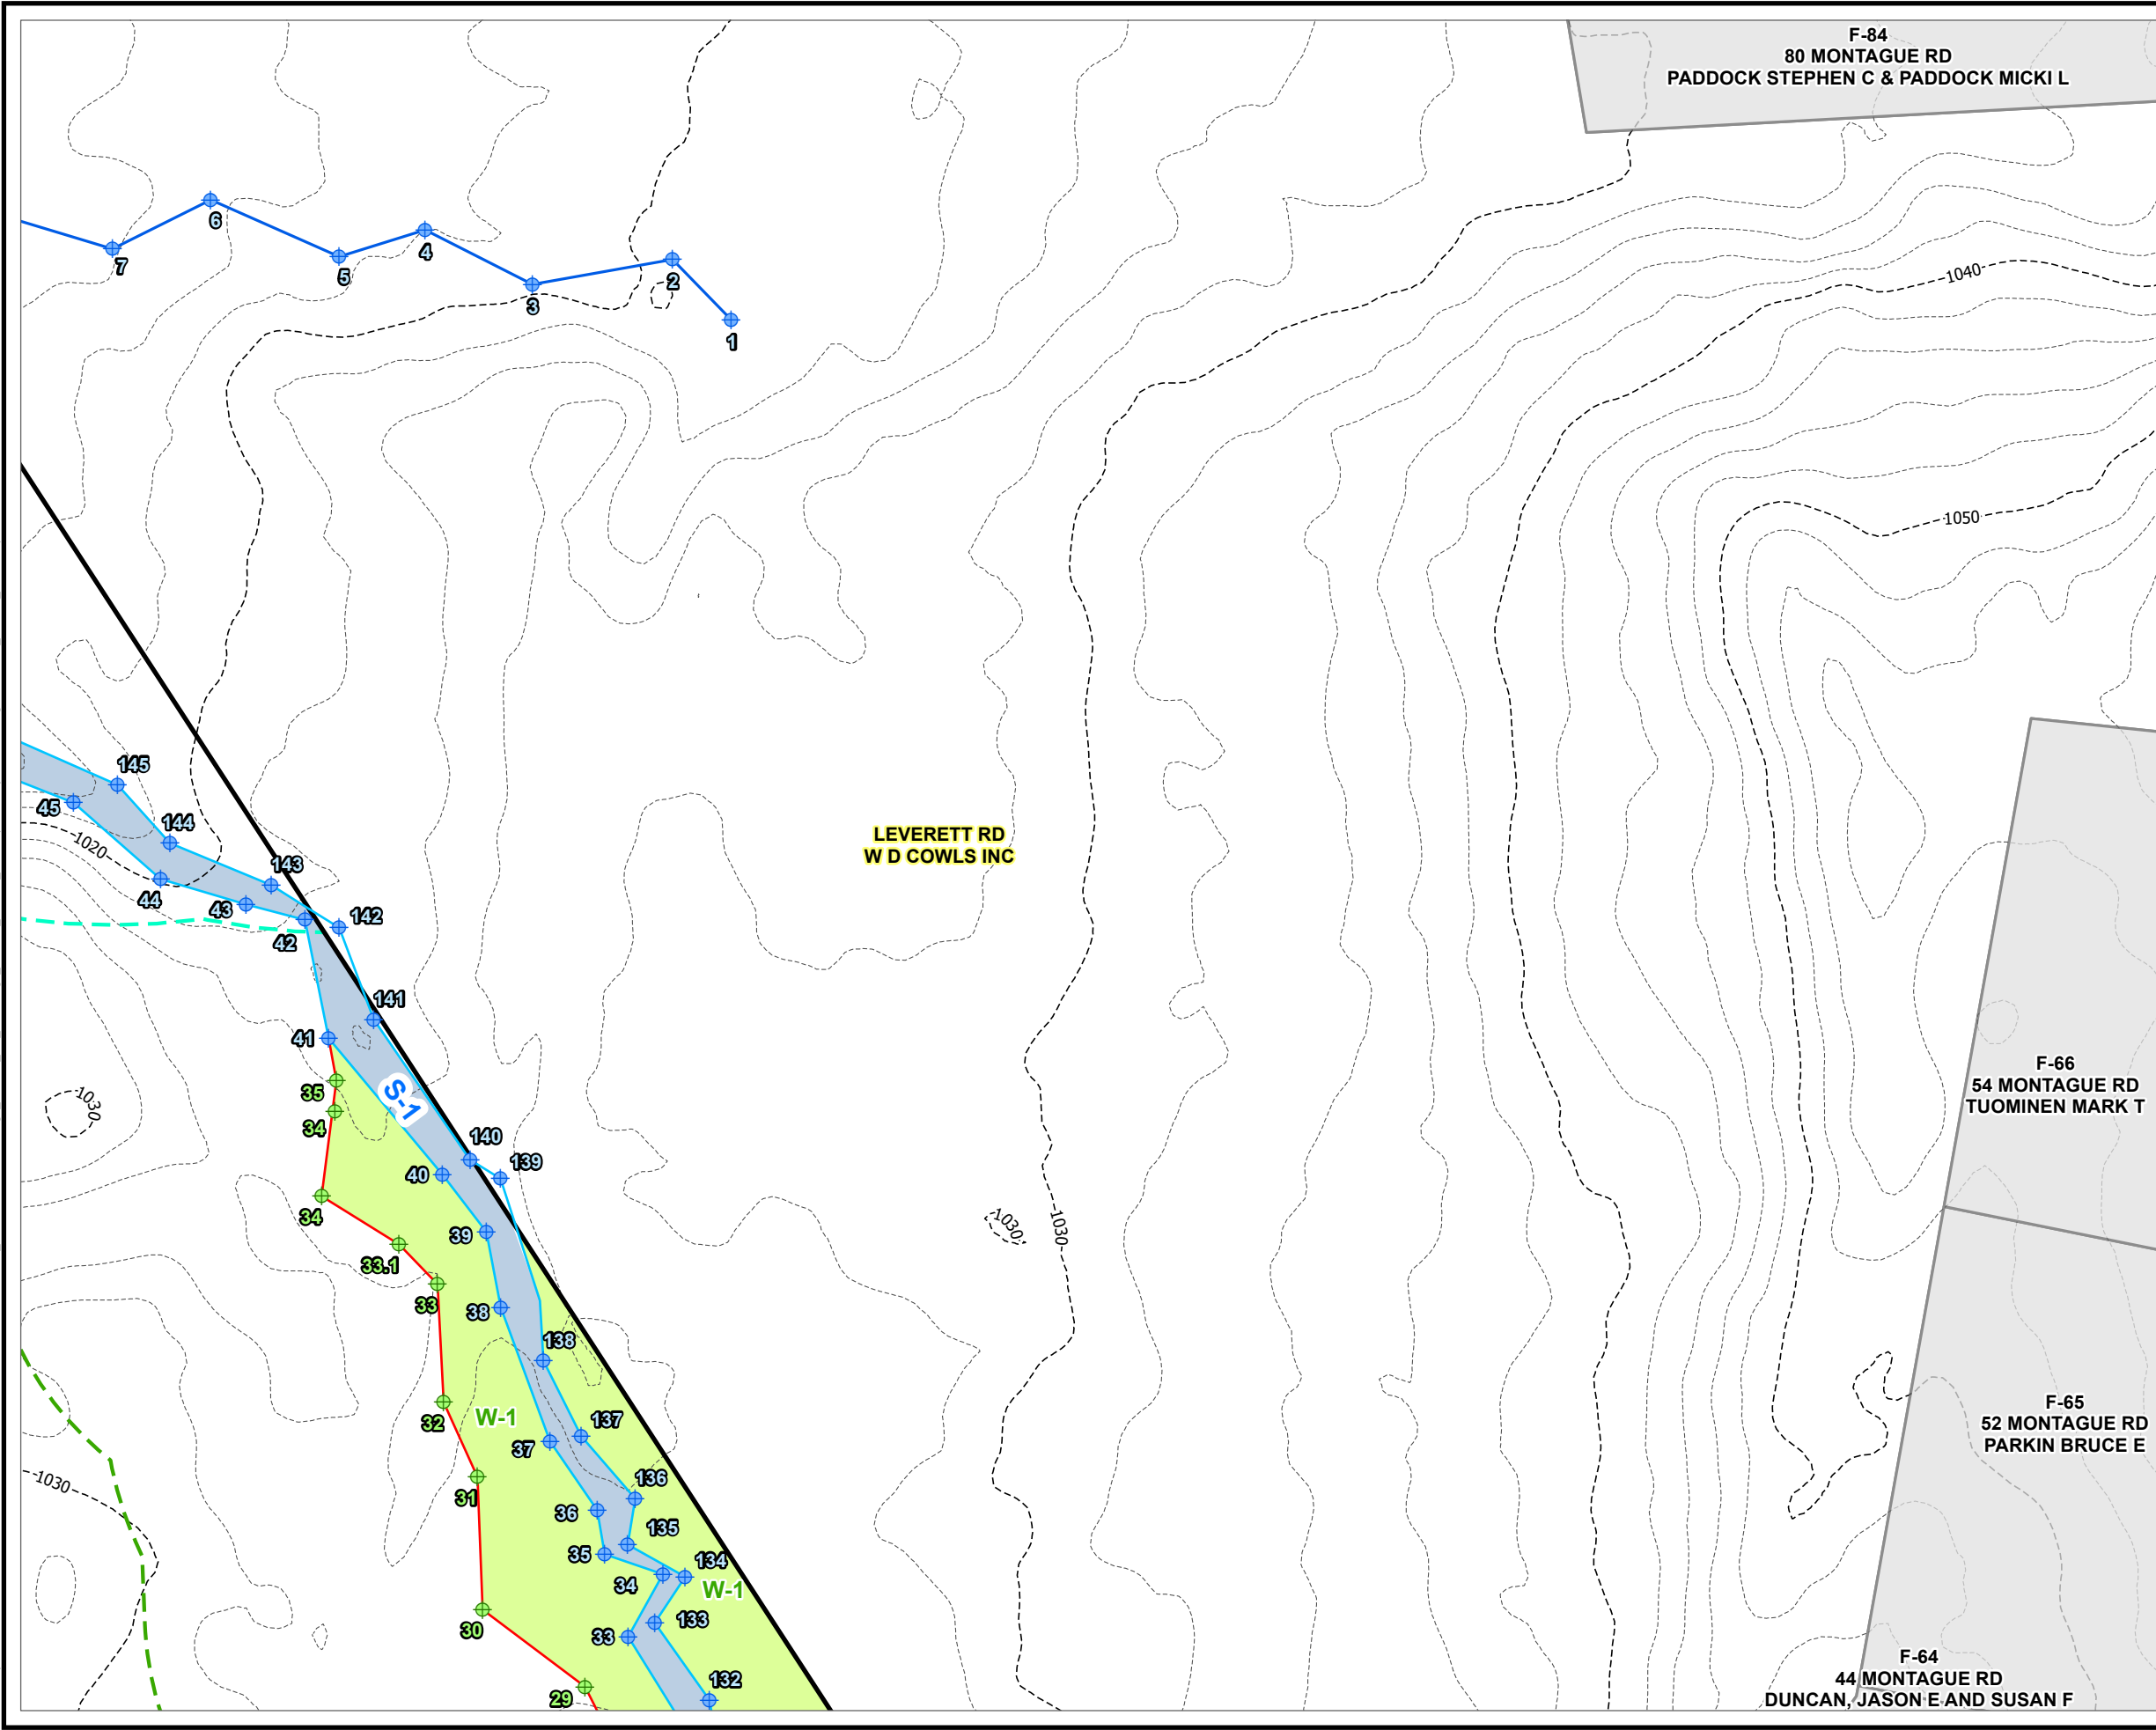 F-84
80 MONTAGUE RD
PADDOCK STEPHEN C & PADDOCK MICKI L
6
7
5
4
3
2
1
1040
1050
145
45
144
1020
143
44
43
142
42
LEVERETT RD
W D COWLS INC
141
41
35
34
S-1
1030
140
139
40
34
39
33.1
33
38
1030
1030
F-66
54 MONTAGUE RD
TUOMINEN MARK T
138
32
W-1
137
37
F-65
52 MONTAGUE RD
PARKIN BRUCE E
1030
31
136
36
135
35
134
34
W-1
30
133
33
132
29
F-64
44 MONTAGUE RD
DUNCAN, JASON E AND SUSAN F